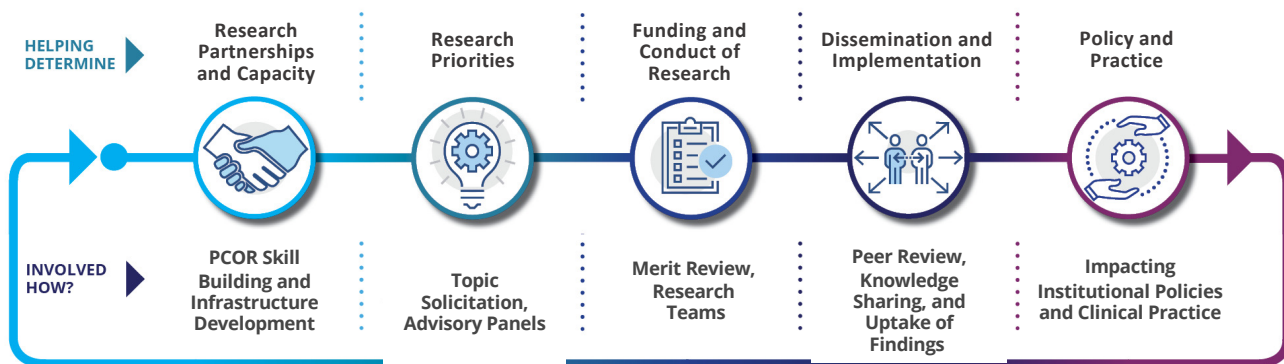 HELPING
DETERMINE
Research
Partnerships
and Capacity
Research
Priorities
Funding and
Conduct of
Research
Dissemination and
Implementation
Policy and
Practice
INVOLVED
HOW?
PCOR Skill
Building and
Infrastructure
Development
Topic
Solicitation,
Advisory Panels
Merit Review,
Research
Teams
Peer Review,
Knowledge
Sharing, and
Uptake of
Findings
Impacting
Institutional Policies
and Clinical Practice